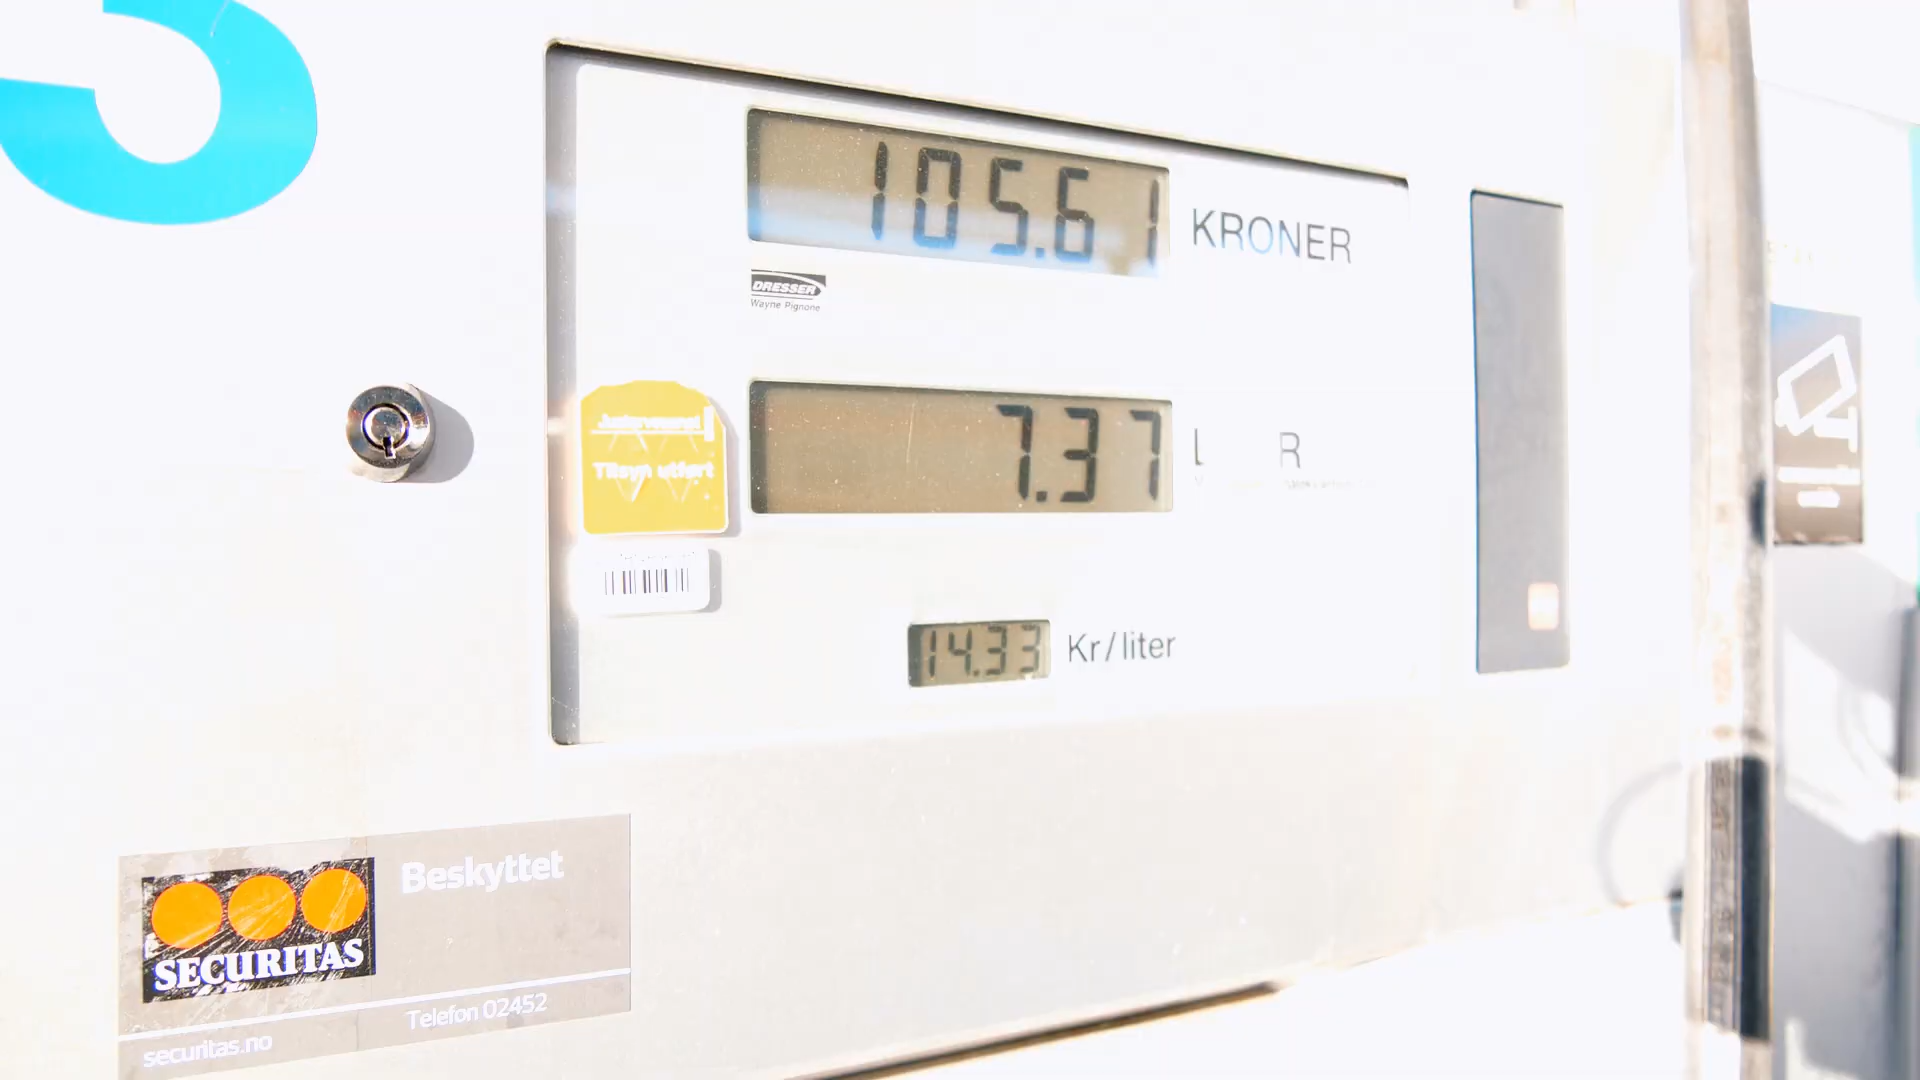 105.61 KRONER
DRESSER
Wayne Pignone
7.37
Tilsyn utført
14.33 Kr/liter
Beskyttet
SECURITAS
Telefon 02452
securitas.no